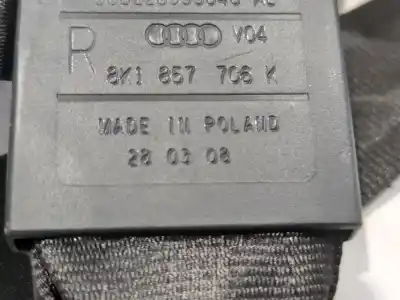 R V04
8K1 857 706 K
MADE IN POLAND
28 03 08